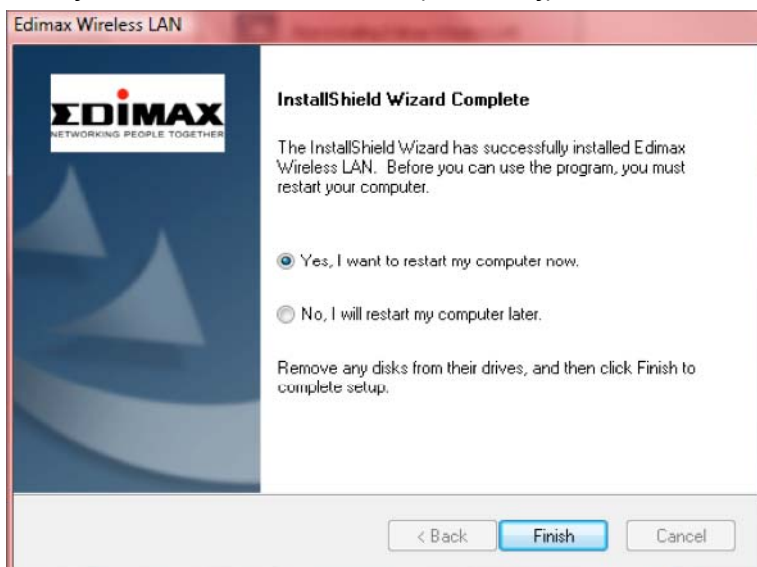 Edimax Wireless LAN
EDIMAX
NETWORKING PEOPLE TOGETHER
InstallShield Wizard Complete
The InstallShield Wizard has successfully installed Edimax
Wireless LAN. Before you can use the program, you must
restart your computer.
Yes, I want to restart my computer now.
No, I will restart my computer later.
Remove any disks from their drives, and then click Finish to
complete setup.
< Back
Finish
Cancel